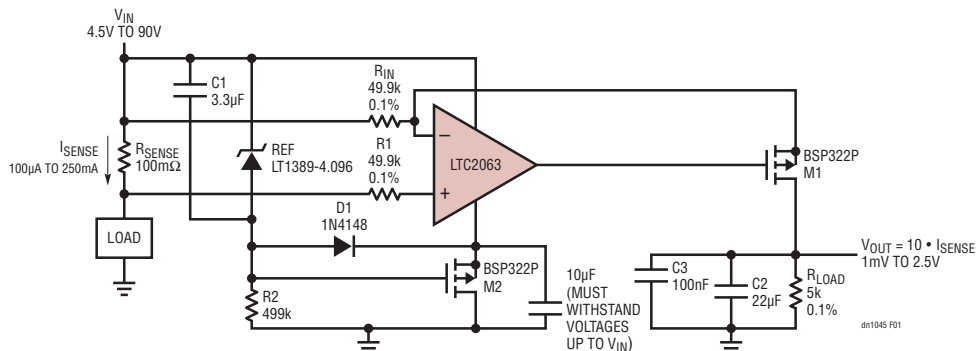 VIN
4.5V TO 90V
C1
3.3µF
RIN
49.9k
0.1%
ISENSE
100µA TO 250mA
RSENSE
100mΩ
REF
LT1389-4.096
R1
49.9k
0.1%
–
+
LTC2063
BSP322P
M1
LOAD
D1
1N4148
BSP322P
M2
R2
499k
10µF
(MUST
WITHSTAND
VOLTAGES
UP TO VIN)
C3
100nF
C2
22µF
RLOAD
5k
0.1%
VOUT = 10 • ISENSE
1mV TO 2.5V
dn1045 F01